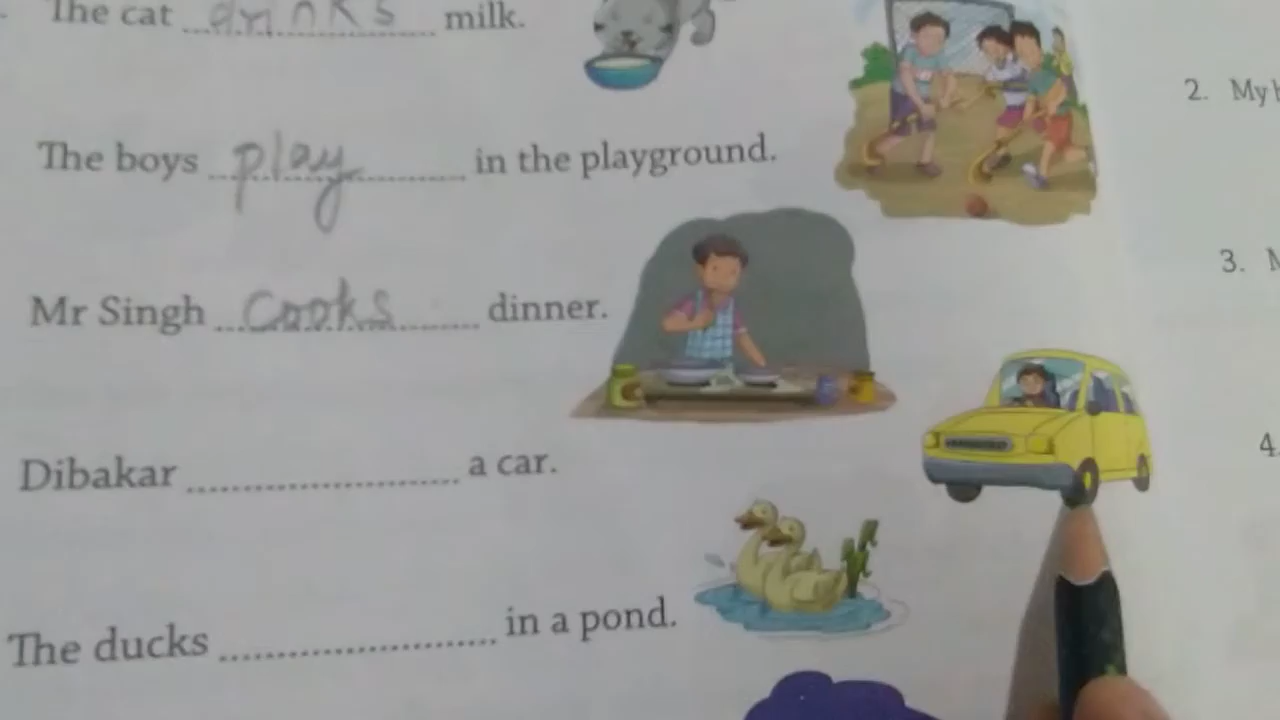 The cat drinks milk.
The boys play in the playground.
Mr Singh cooks dinner.
Dibakar ........................ a car.
The ducks ........................ in a pond.
2. My
3.
4.